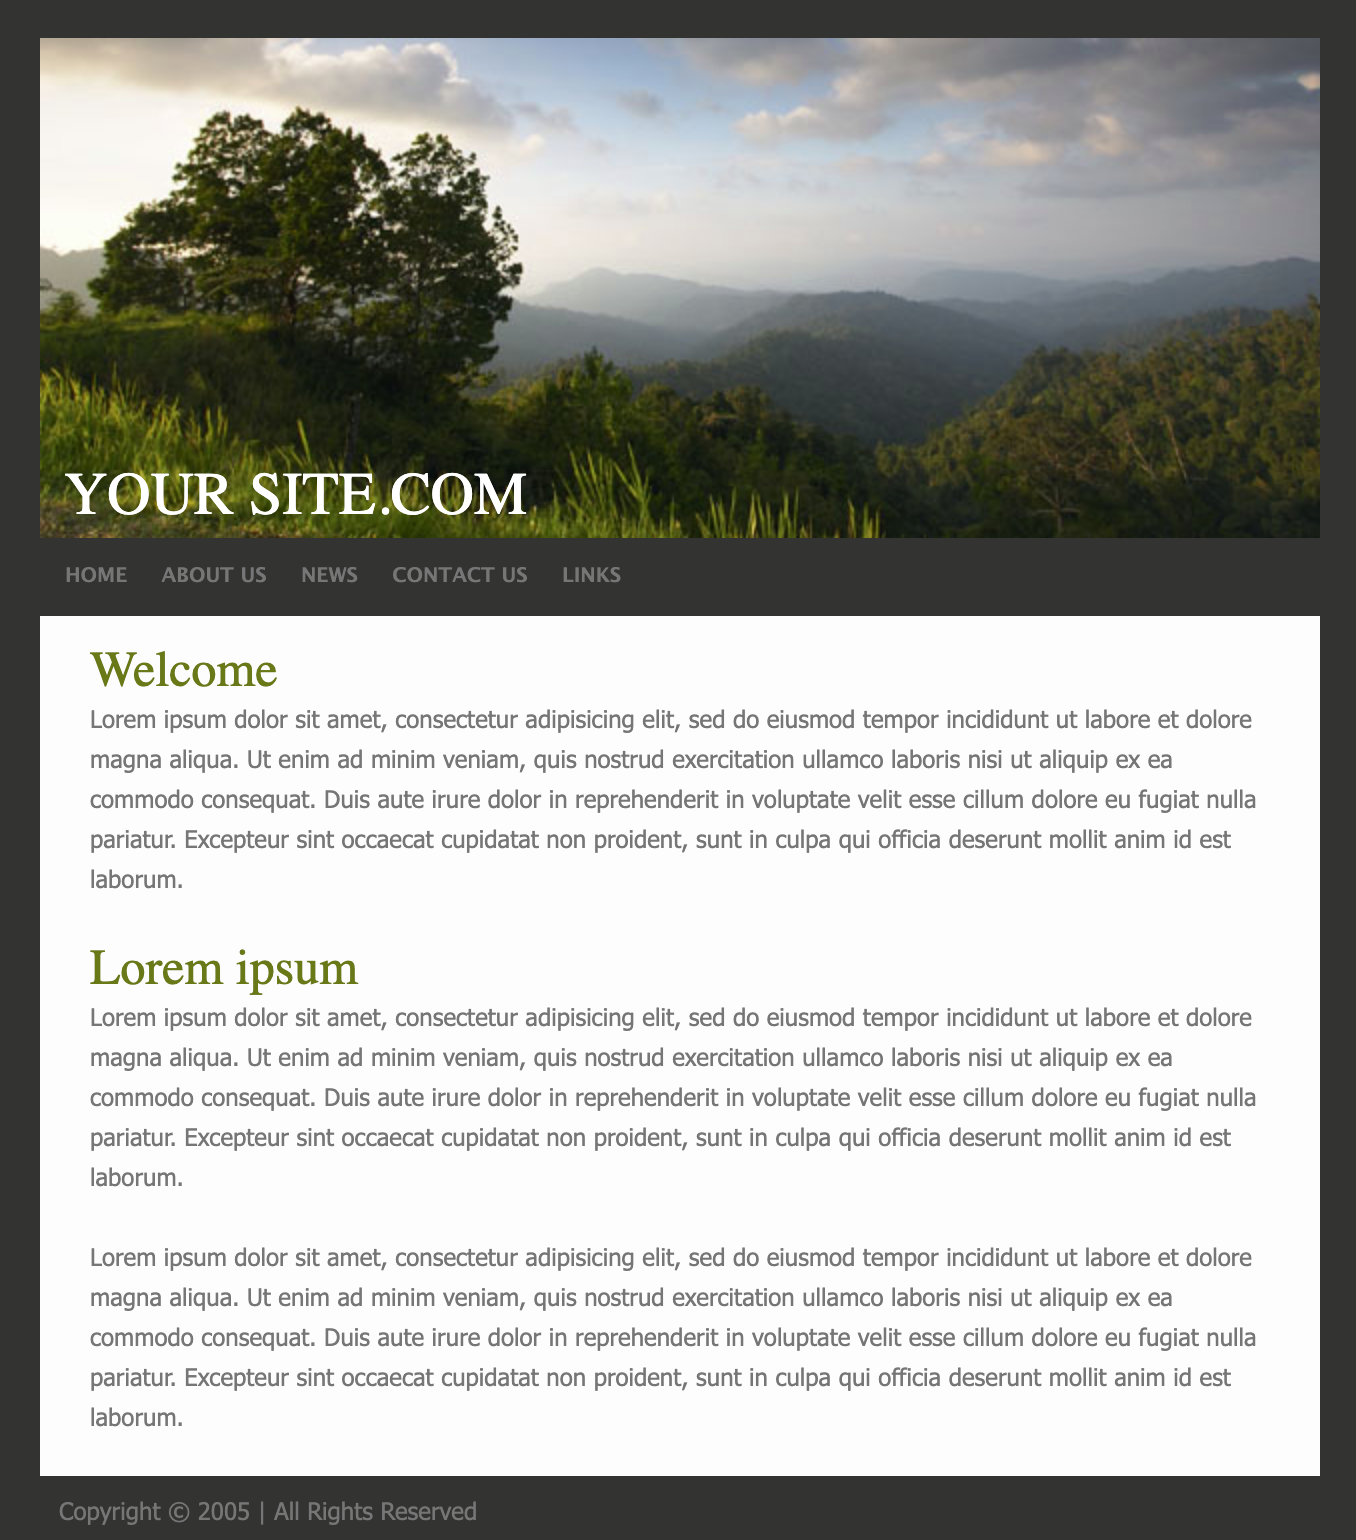 YOUR SITE.COM
HOME ABOUT US NEWS CONTACT US LINKS
Welcome
Lorem ipsum dolor sit amet, consectetur adipisicing elit, sed do eiusmod tempor incididunt ut labore et dolore
magna aliqua. Ut enim ad minim veniam, quis nostrud exercitation ullamco laboris nisi ut aliquip ex ea
commodo consequat. Duis aute irure dolor in reprehenderit in voluptate velit esse cillum dolore eu fugiat nulla
pariatur. Excepteur sint occaecat cupidatat non proident, sunt in culpa qui officia deserunt mollit anim id est
laborum.
Lorem ipsum
Lorem ipsum dolor sit amet, consectetur adipisicing elit, sed do eiusmod tempor incididunt ut labore et dolore
magna aliqua. Ut enim ad minim veniam, quis nostrud exercitation ullamco laboris nisi ut aliquip ex ea
commodo consequat. Duis aute irure dolor in reprehenderit in voluptate velit esse cillum dolore eu fugiat nulla
pariatur. Excepteur sint occaecat cupidatat non proident, sunt in culpa qui officia deserunt mollit anim id est
laborum.
Lorem ipsum dolor sit amet, consectetur adipisicing elit, sed do eiusmod tempor incididunt ut labore et dolore
magna aliqua. Ut enim ad minim veniam, quis nostrud exercitation ullamco laboris nisi ut aliquip ex ea
commodo consequat. Duis aute irure dolor in reprehenderit in voluptate velit esse cillum dolore eu fugiat nulla
pariatur. Excepteur sint occaecat cupidatat non proident, sunt in culpa qui officia deserunt mollit anim id est
laborum.
Copyright © 2005 | All Rights Reserved